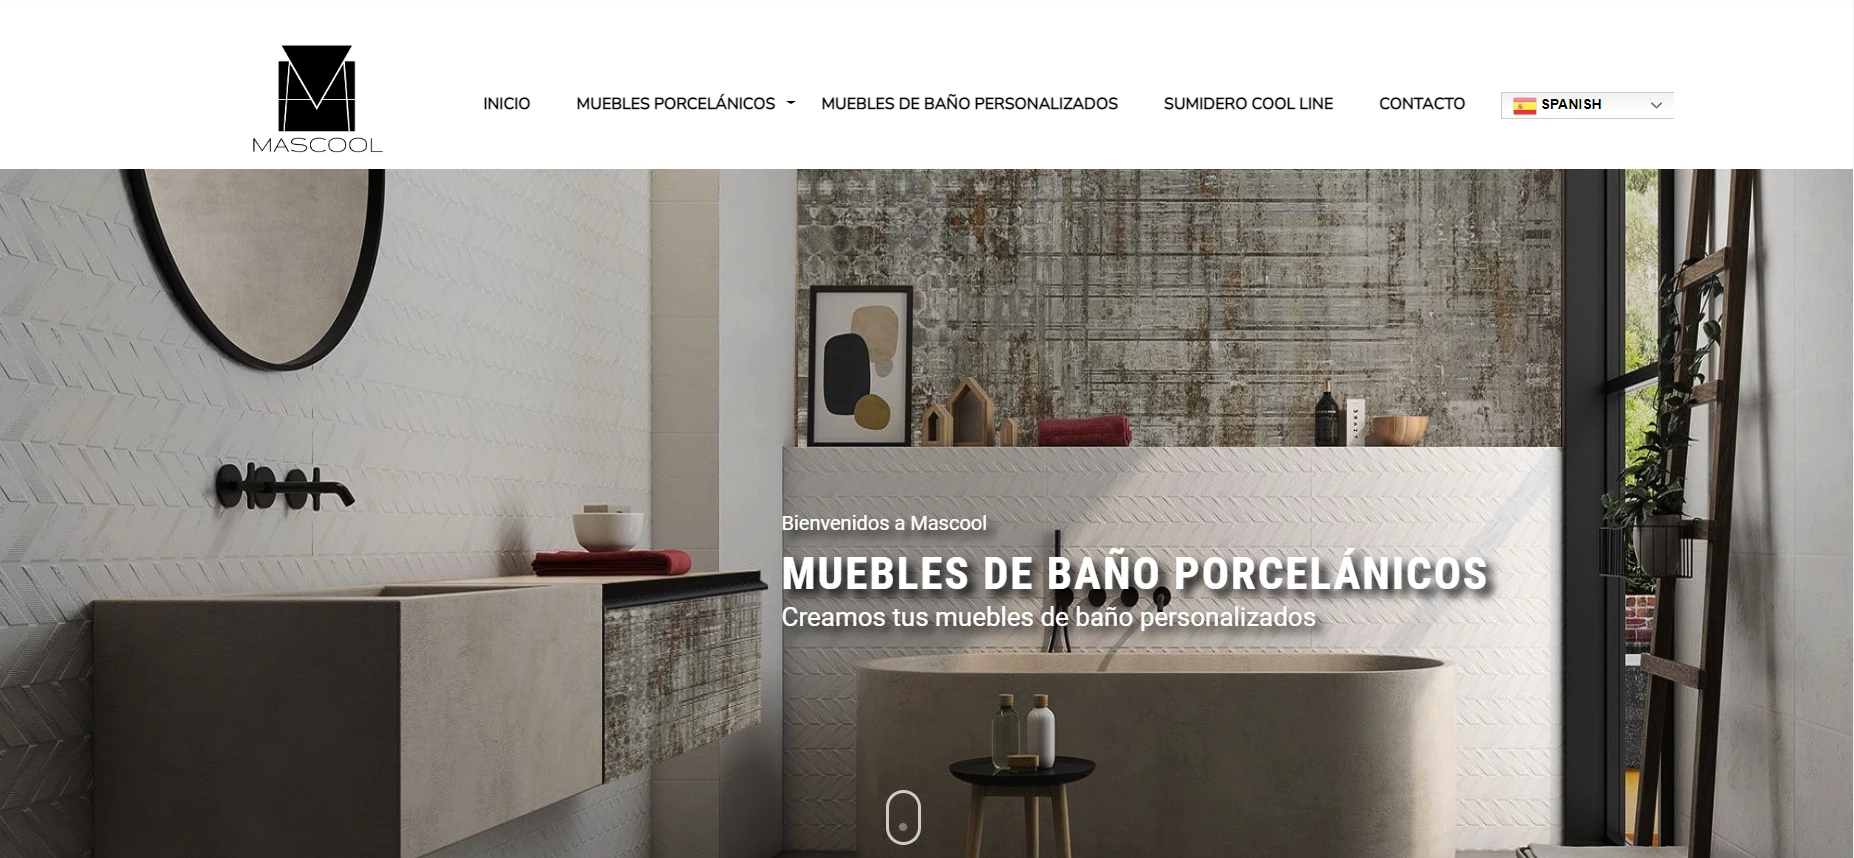 MASCOOL
INICIO
MUEBLES PORCELÁNICOS
MUEBLES DE BAÑO PERSONALIZADOS
SUMIDERO COOL LINE
CONTACTO
SPANISH
Bienvenidos a Mascool
MUEBLES DE BAÑO PORCELÁNICOS
Creamos tus muebles de baño personalizados